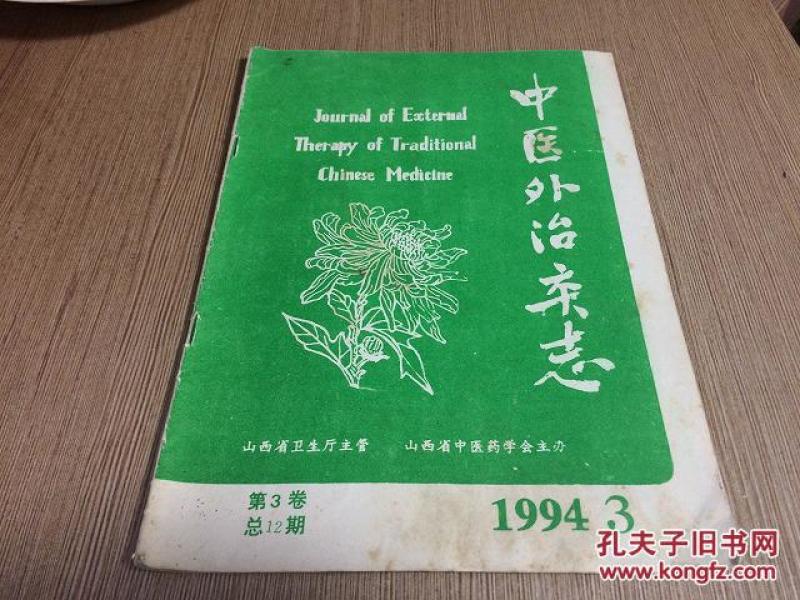 Journal of External
Therapy of Traditional
Chinese Medicine
中医外治杂志
山西省卫生厅主管 山西省中医药学会主办
第3卷
总12期
1994 3
孔夫子旧书网
www.kongfz.com